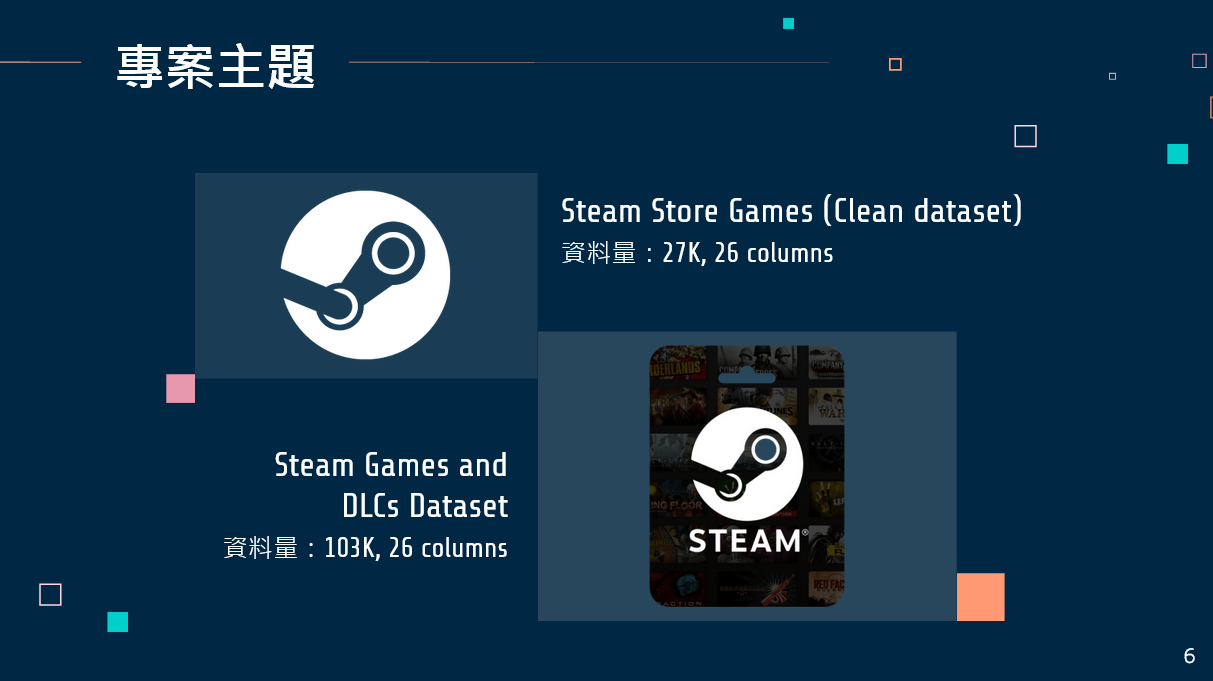 專案主題
Steam Store Games (Clean dataset)
資料量：27K, 26 columns
Steam Games and
DLCs Dataset
資料量：103K, 26 columns
STEAM®
6